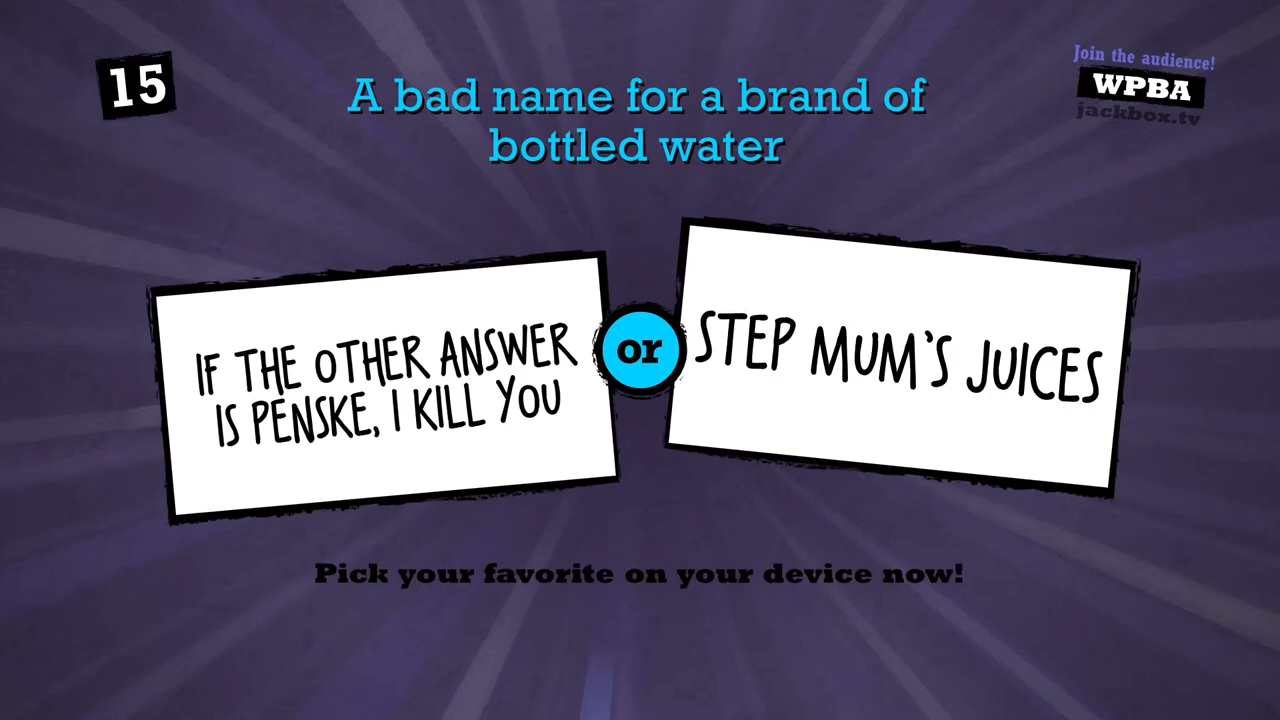 15
Join the audience!
WPBA
jackbox.tv
A bad name for a brand of
bottled water
IF THE OTHER ANSWER
IS PENSKE, I KILL YOU
or
STEP MUM'S JUICES
Pick your favorite on your device now!